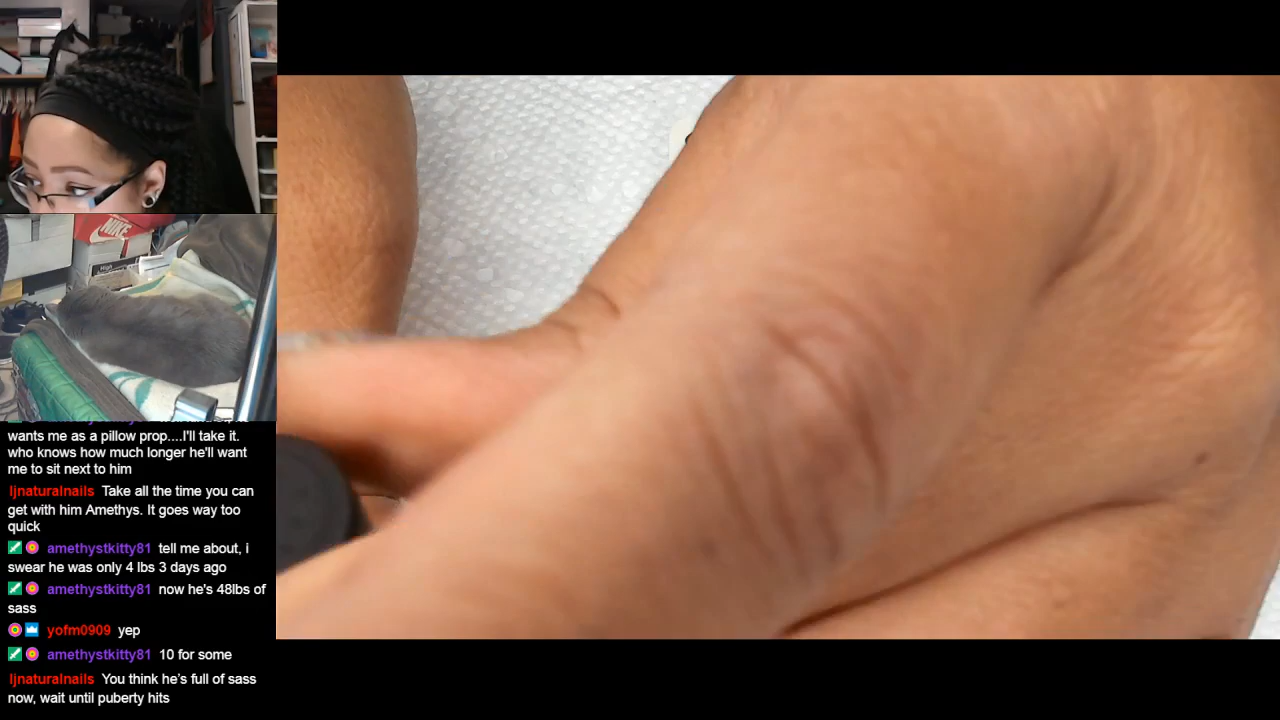 NIKE
wants me as a pillow prop....I'll take it.
who knows how much longer he'll want
me to sit next to him
ljnaturalnails Take all the time you can
get with him Amethys. It goes way too
quick
amethystkitty81 tell me about, i
swear he was only 4 lbs 3 days ago
amethystkitty81 now he's 48lbs of
sass
yofm0909 yep
amethystkitty81 10 for some
ljnaturalnails You think he's full of sass
now, wait until puberty hits